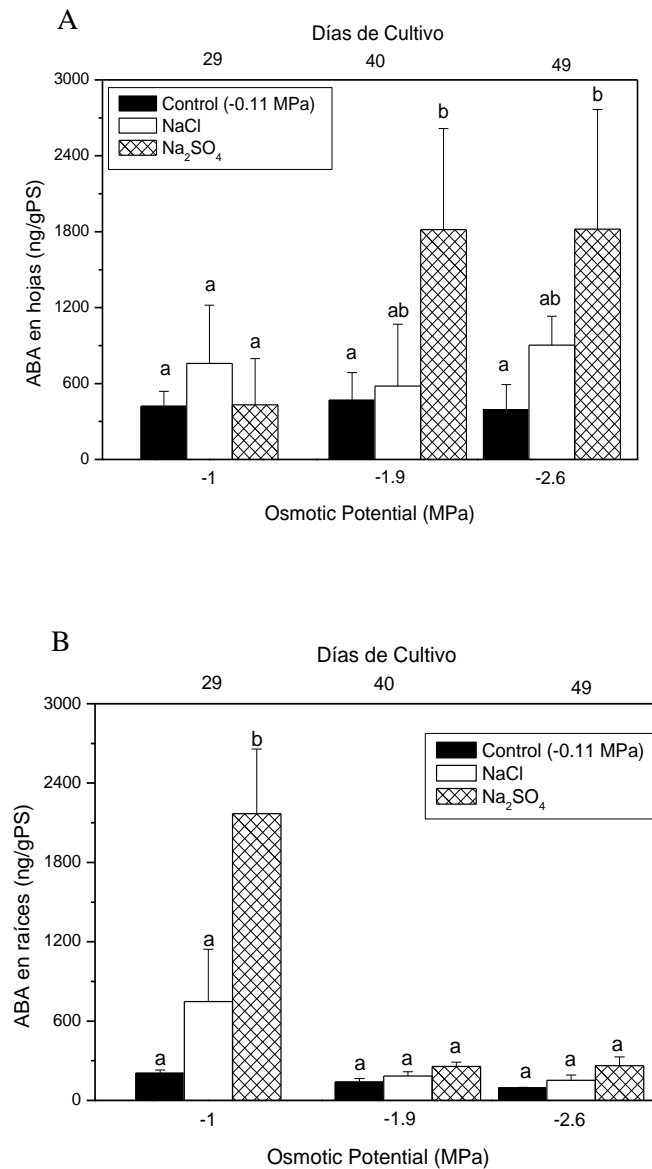 A
Días de Cultivo
29 40 49
3000
2400
1800
1200
600
0
ABA en hojas (ng/gPS)
Control (-0.11 MPa)
NaCl
Na₂SO₄
a a a
a ab b
a ab b
-1 -1.9 -2.6
Osmotic Potential (MPa)
B
Días de Cultivo
29 40 49
3000
2400
1800
1200
600
0
ABA en raíces (ng/gPS)
Control (-0.11 MPa)
NaCl
Na₂SO₄
a a b
a a a
a a a
-1 -1.9 -2.6
Osmotic Potential (MPa)